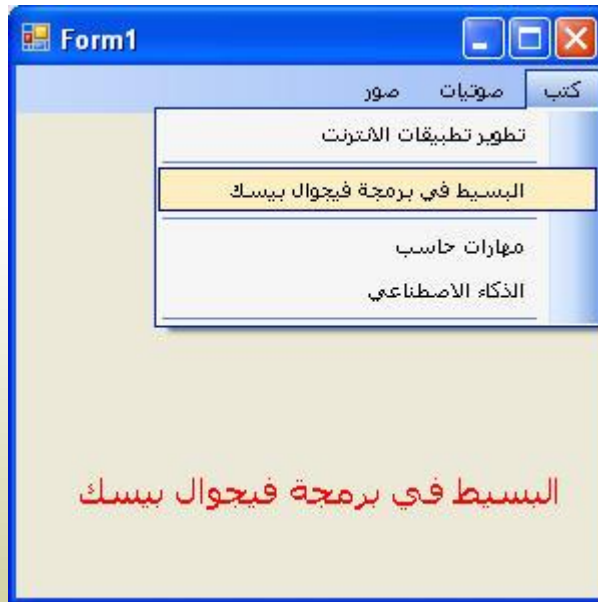 Form1
كتب صوتيات صور
تطوير تطبيقات الانترنت
البسيط في برمجة فيجوال بيسك
مهارات حاسب
الذكاء الاصطناعي
البسيط في برمجة فيجوال بيسك